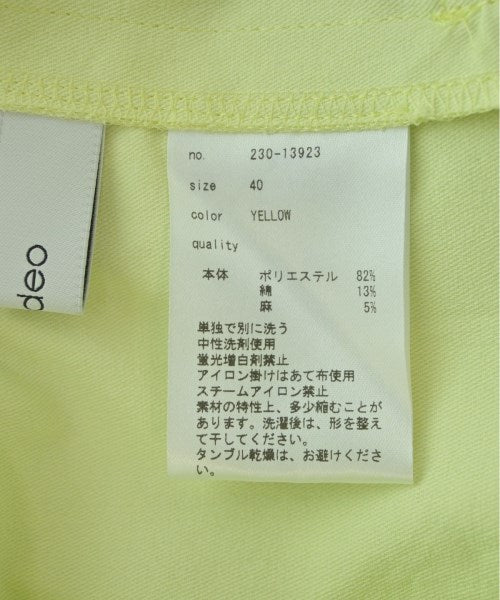 no. 230-13923
size 40
color YELLOW
quality
本体 ポリエステル 82%
綿 13%
麻 5%
単独で別に洗う
中性洗剤使用
蛍光増白剤禁止
アイロン掛けはあて布使用
スチームアイロン禁止
素材の特性上、多少縮むことが
あります。洗濯後は、形を整え
て干してください。
タンブル乾燥は、お避けくださ
い。
deo